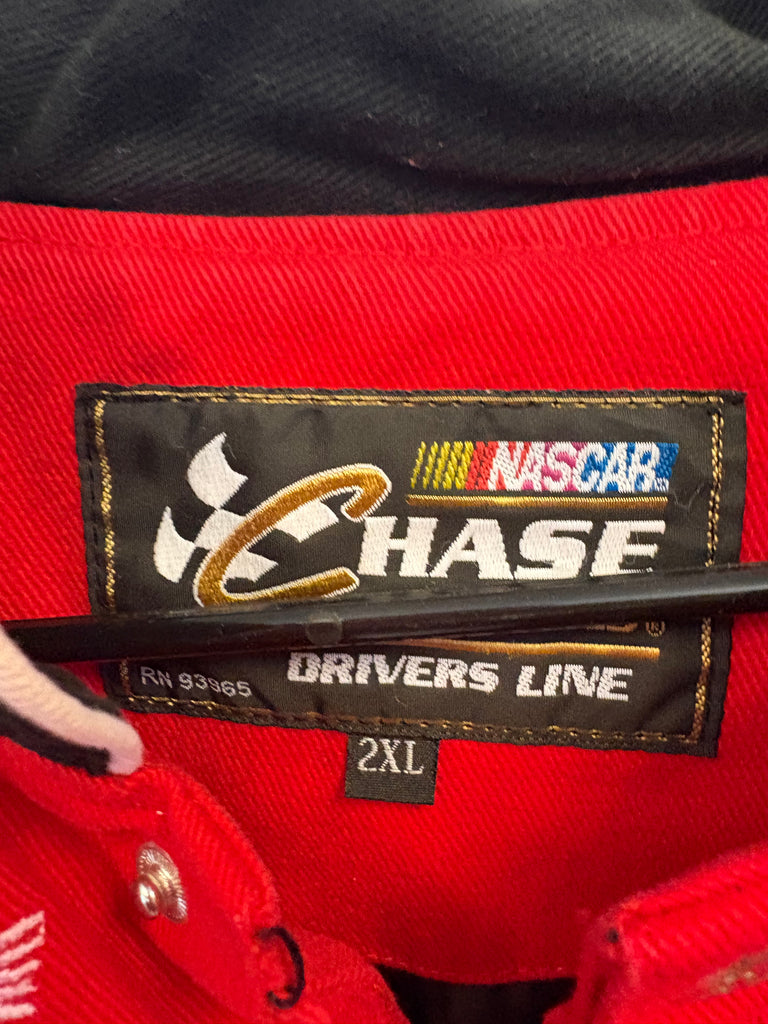 NASCAR
CHASE
DRIVERS LINE
RN 93965
2XL